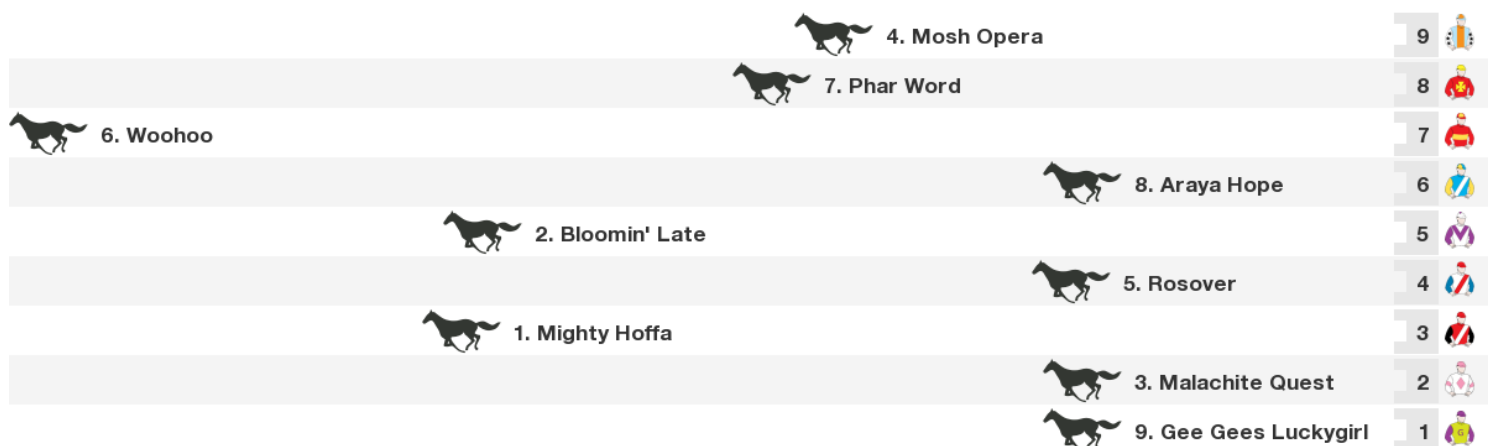 4. Mosh Opera 9
7. Phar Word 8
6. Woohoo 7
8. Araya Hope 6
2. Bloomin' Late 5
5. Rosover 4
1. Mighty Hoffa 3
3. Malachite Quest 2
9. Gee Gees Luckygirl 1 G